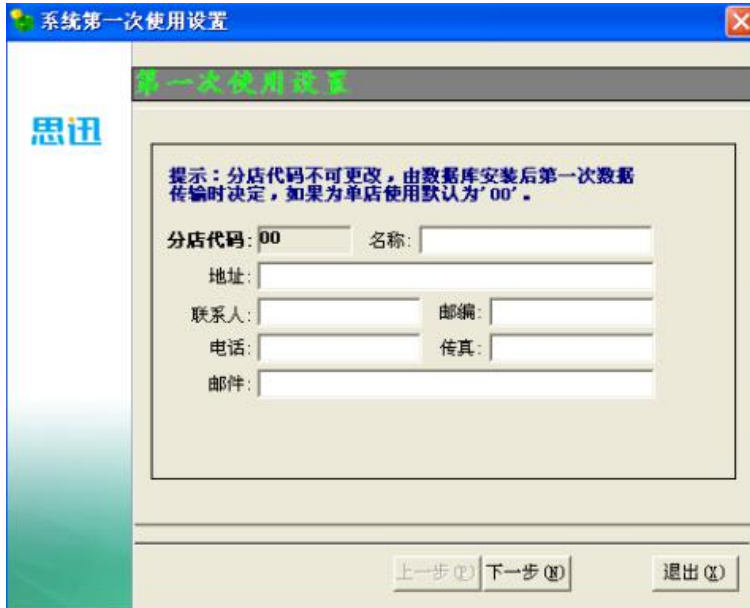 系统第一次使用设置
第一次使用设置
思迅
提示：分店代码不可更改，由数据库安装后第一次数据
传输时决定，如果为单店使用默认为'00'。
分店代码: 00 名称:
地址:
联系人: 邮编:
电话: 传真:
邮件:
上一步(P) 下一步(N) 退出(X)